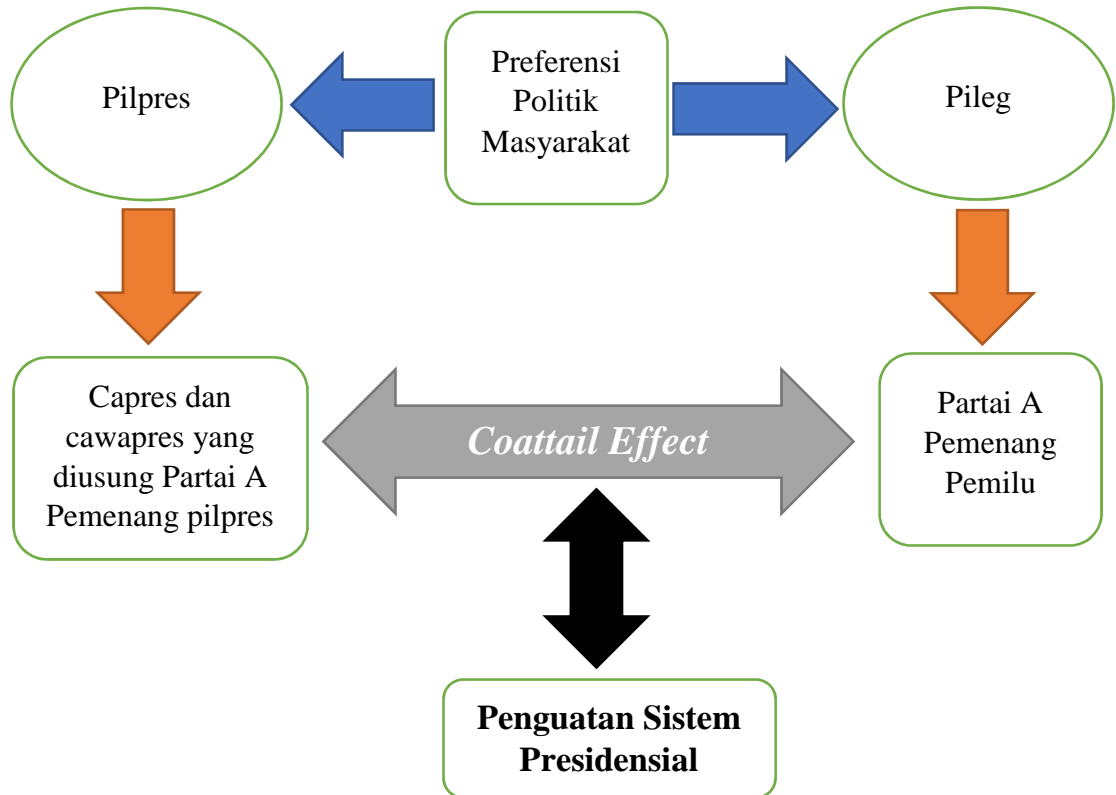 Pilpres
Preferensi
Politik
Masyarakat
Pileg
Capres dan
cawapres yang
diusung Partai A
Pemenang pilpres
Coattail Effect
Partai A
Pemenang
Pemilu
Penguatan Sistem
Presidensial